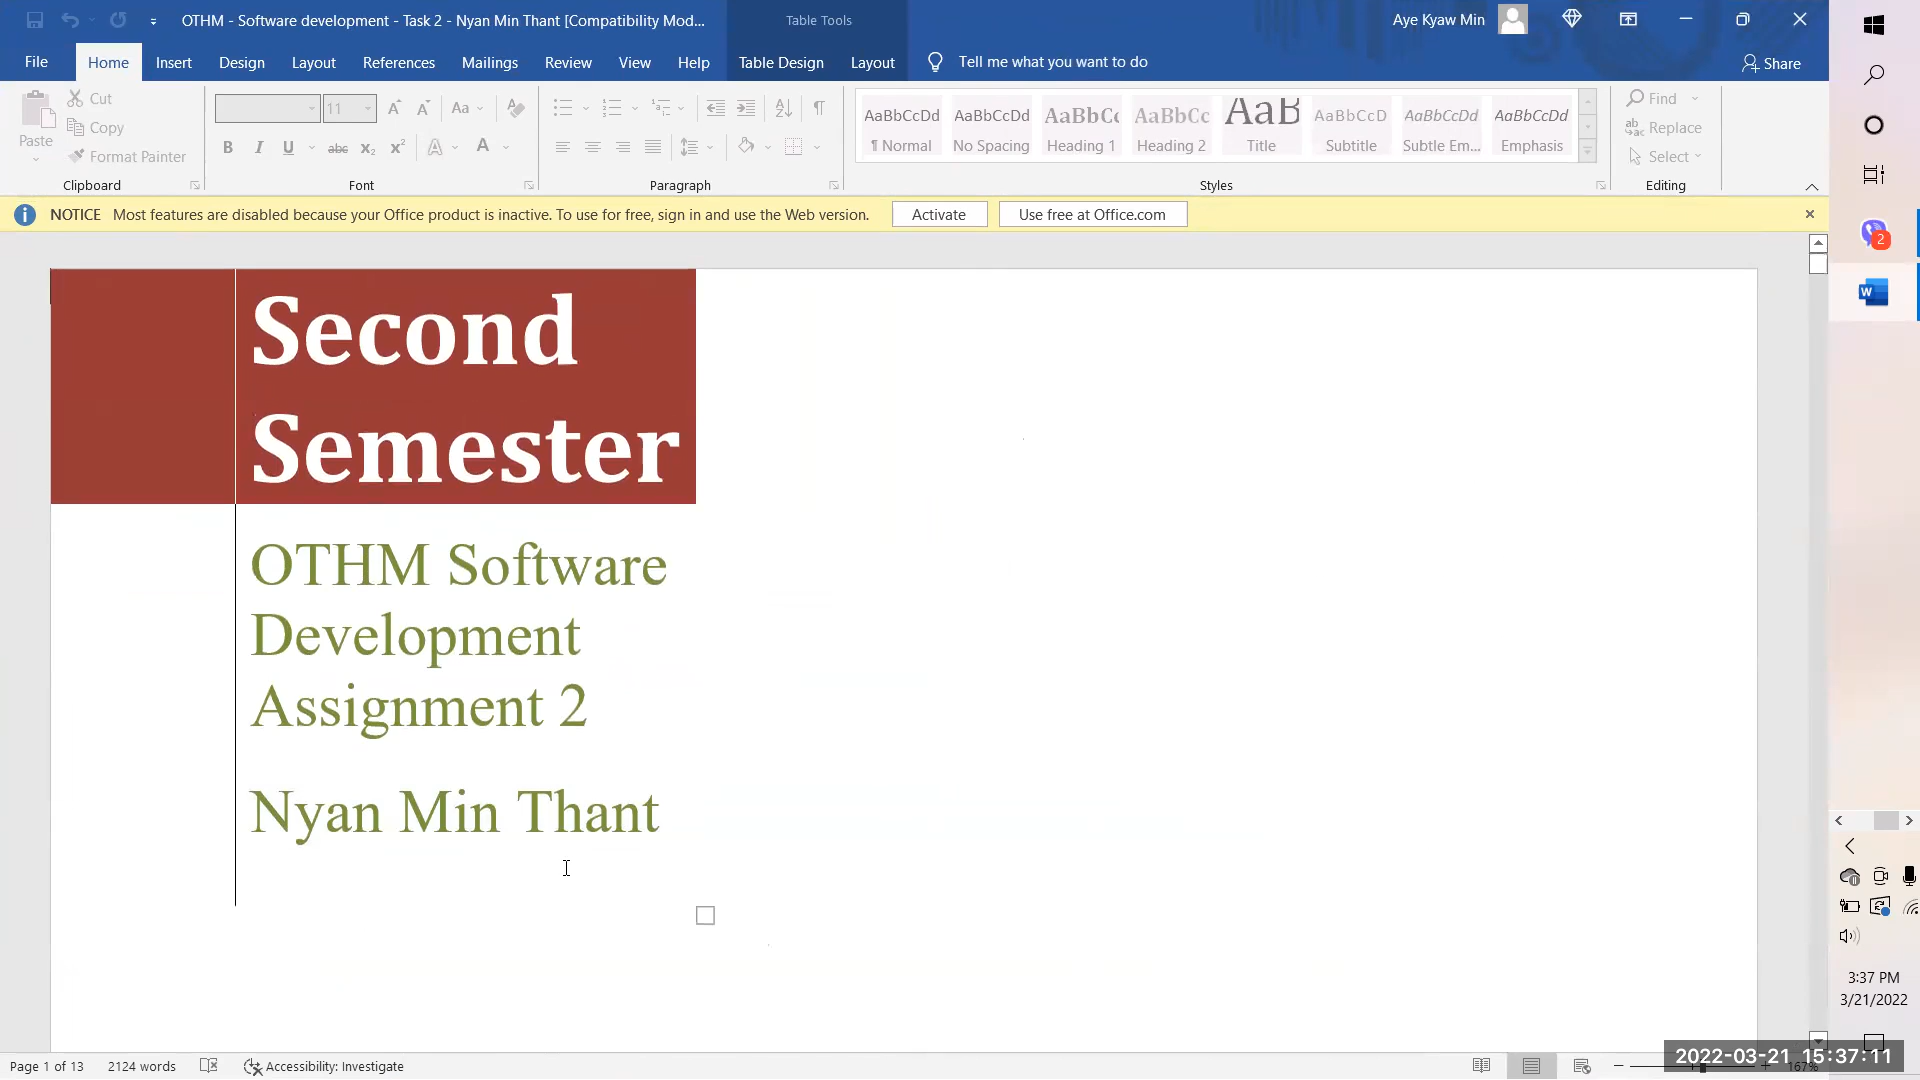 OTHM - Software development - Task 2 - Nyan Min Thant [Compatibility Mod...
Table Tools
Aye Kyaw Min
File
Home
Insert
Design
Layout
References
Mailings
Review
View
Help
Table Design
Layout
Tell me what you want to do
Share
Paste
Cut
Copy
Format Painter
Clipboard
11
Aa
B I U abc x₂ x² A A
Font
Paragraph
AaBbCcDd
¶ Normal
AaBbCcDd
No Spacing
AaBbCc
Heading 1
AaBbCc
Heading 2
AaB
Title
AaBbCcD
Subtitle
AaBbCcDd
Subtle Em...
AaBbCcDd
Emphasis
Styles
Find
Replace
Select
Editing
NOTICE Most features are disabled because your Office product is inactive. To use for free, sign in and use the Web version.
Activate
Use free at Office.com
Second
Semester
OTHM Software
Development
Assignment 2
Nyan Min Thant
2
W
3:37 PM
3/21/2022
Page 1 of 13
2124 words
Accessibility: Investigate
167%
2022-03-21 15:37:11